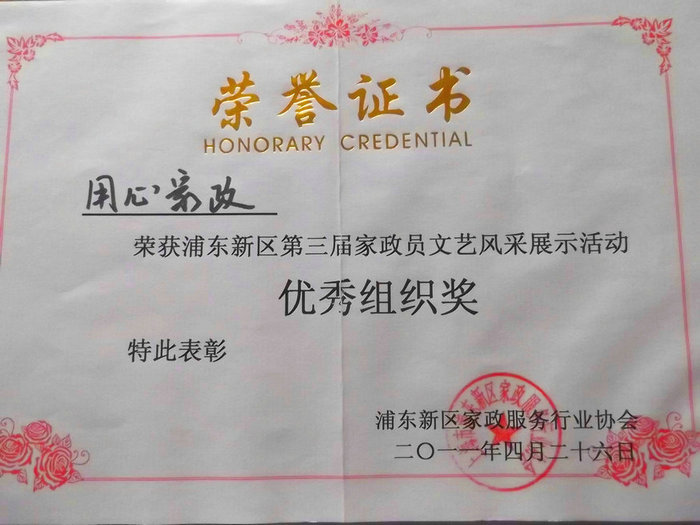 荣誉证书
HONORARY CREDENTIAL
用心家政
荣获浦东新区第三届家政员文艺风采展示活动
优秀组织奖
特此表彰
浦东新区家政服务行业协会
二〇一一年四月二十六日